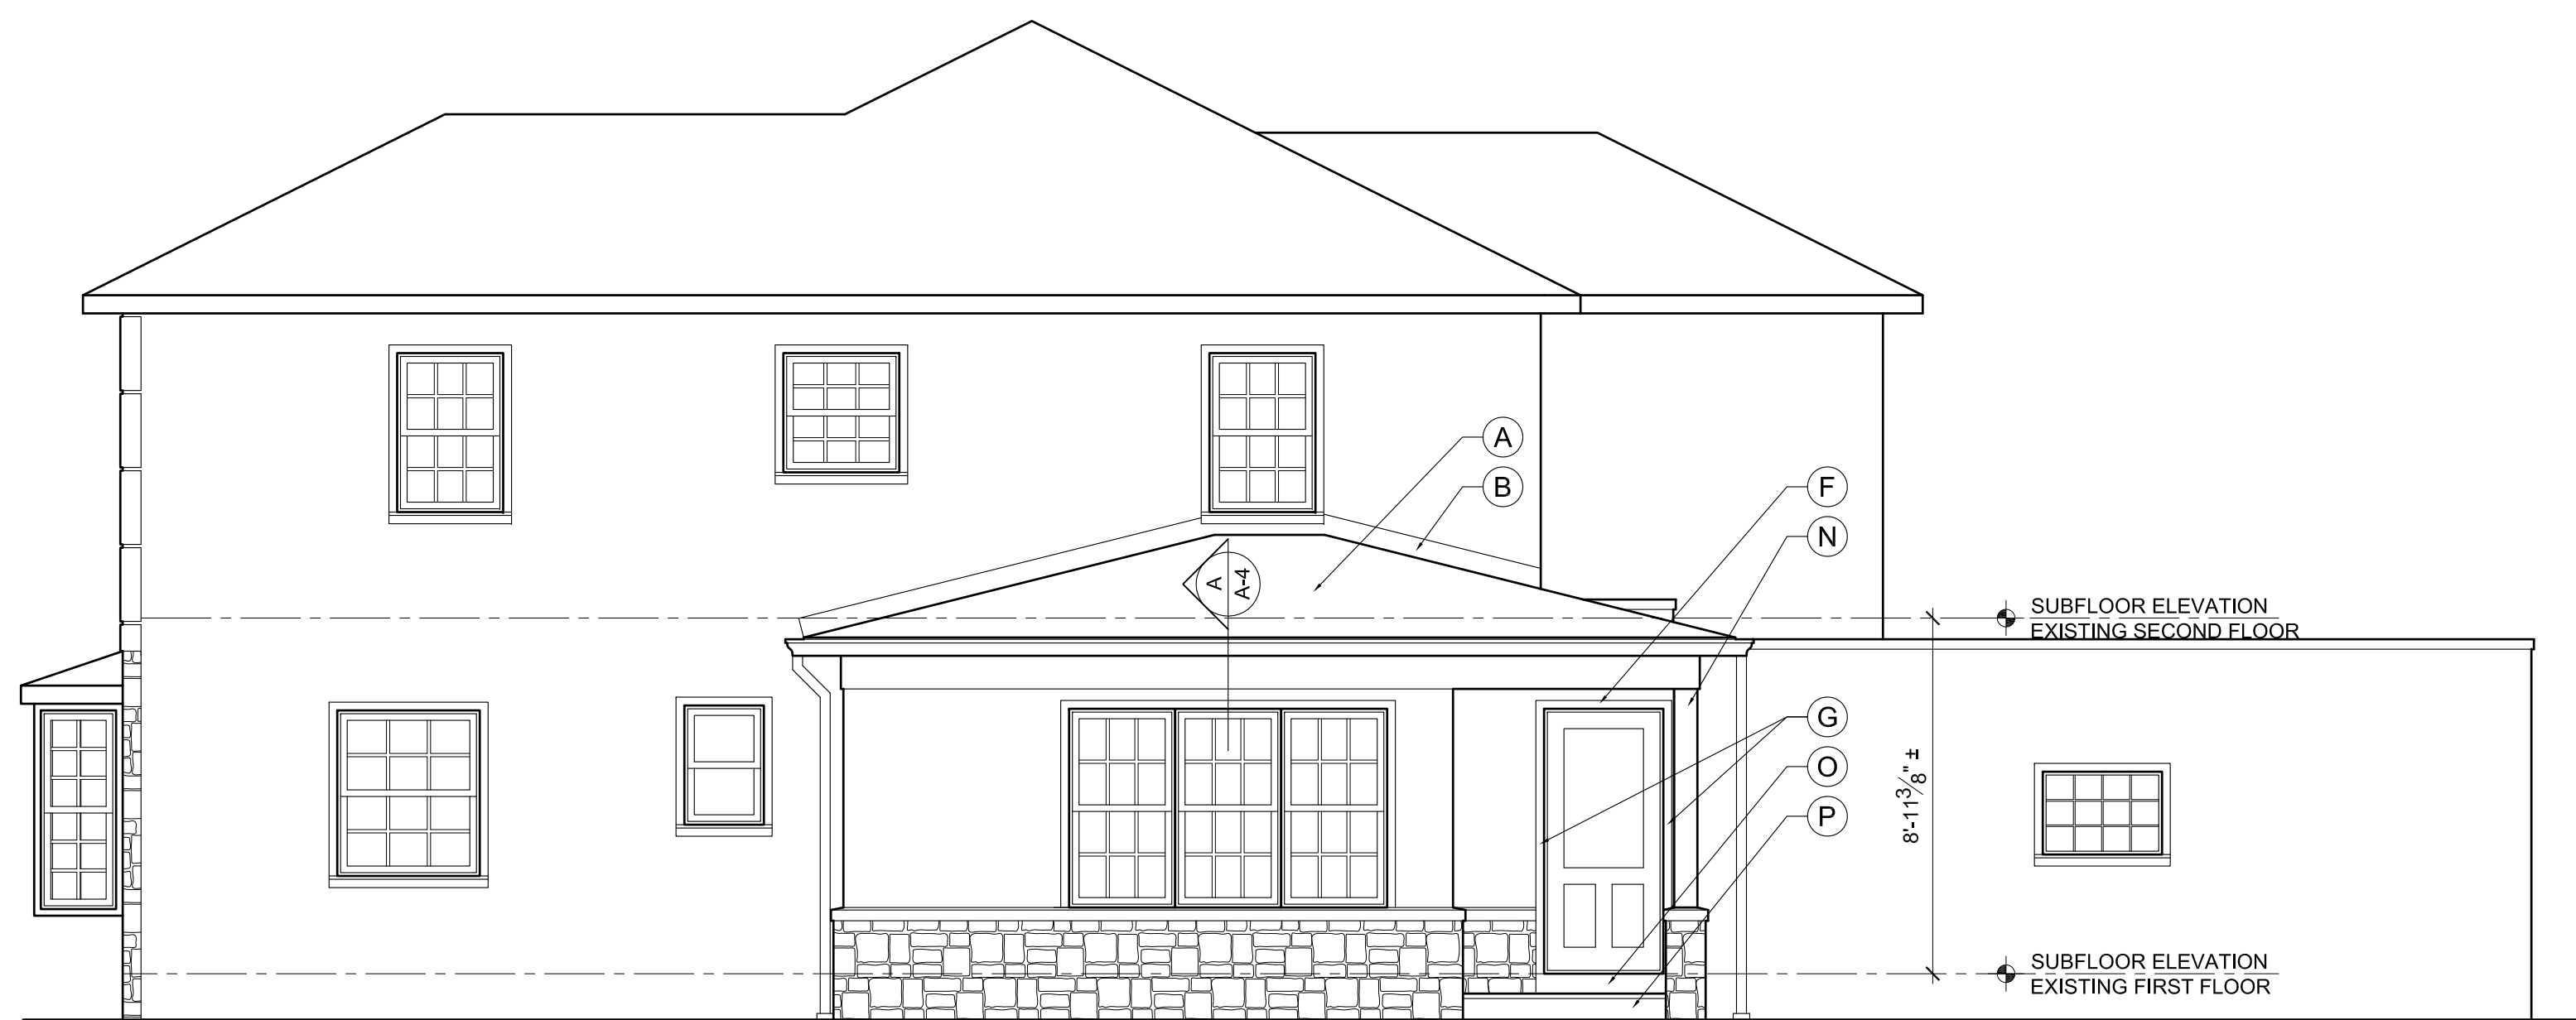 A
B
F
N
A
A-4
SUBFLOOR ELEVATION
EXISTING SECOND FLOOR
G
O
P
8'-11 3/8" ±
SUBFLOOR ELEVATION
EXISTING FIRST FLOOR